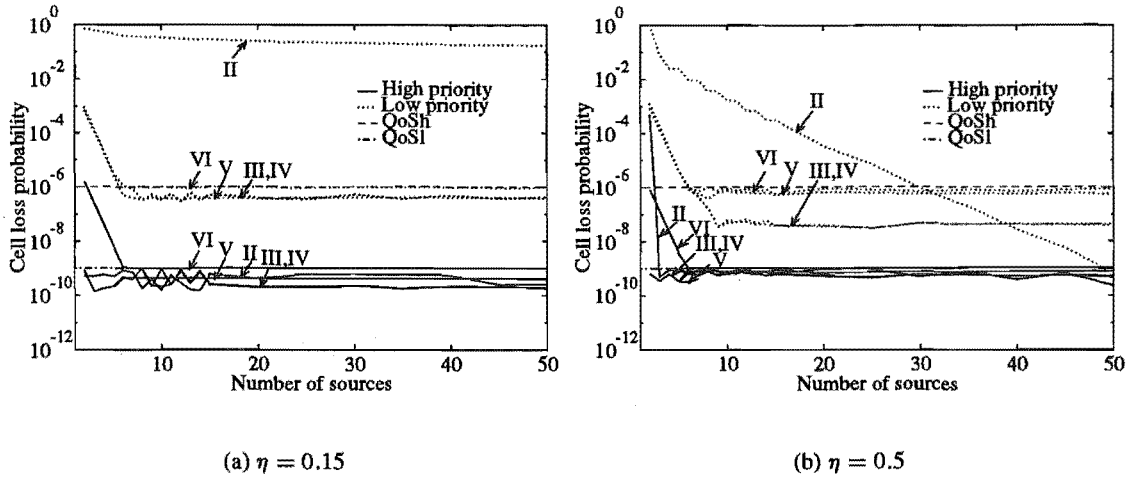 Cell loss probability
10^0
10^-2
10^-4
10^-6
10^-8
10^-10
10^-12
II
High priority
Low priority
QoSh
QoSl
VI
V
III,IV
VI
V
II
III,IV
10
20
30
40
50
Number of sources
(a) η = 0.15
Cell loss probability
10^0
10^-2
10^-4
10^-6
10^-8
10^-10
10^-12
II
High priority
Low priority
QoSh
QoSl
VI
V
III,IV
II
VI
III,IV
V
10
20
30
40
50
Number of sources
(b) η = 0.5